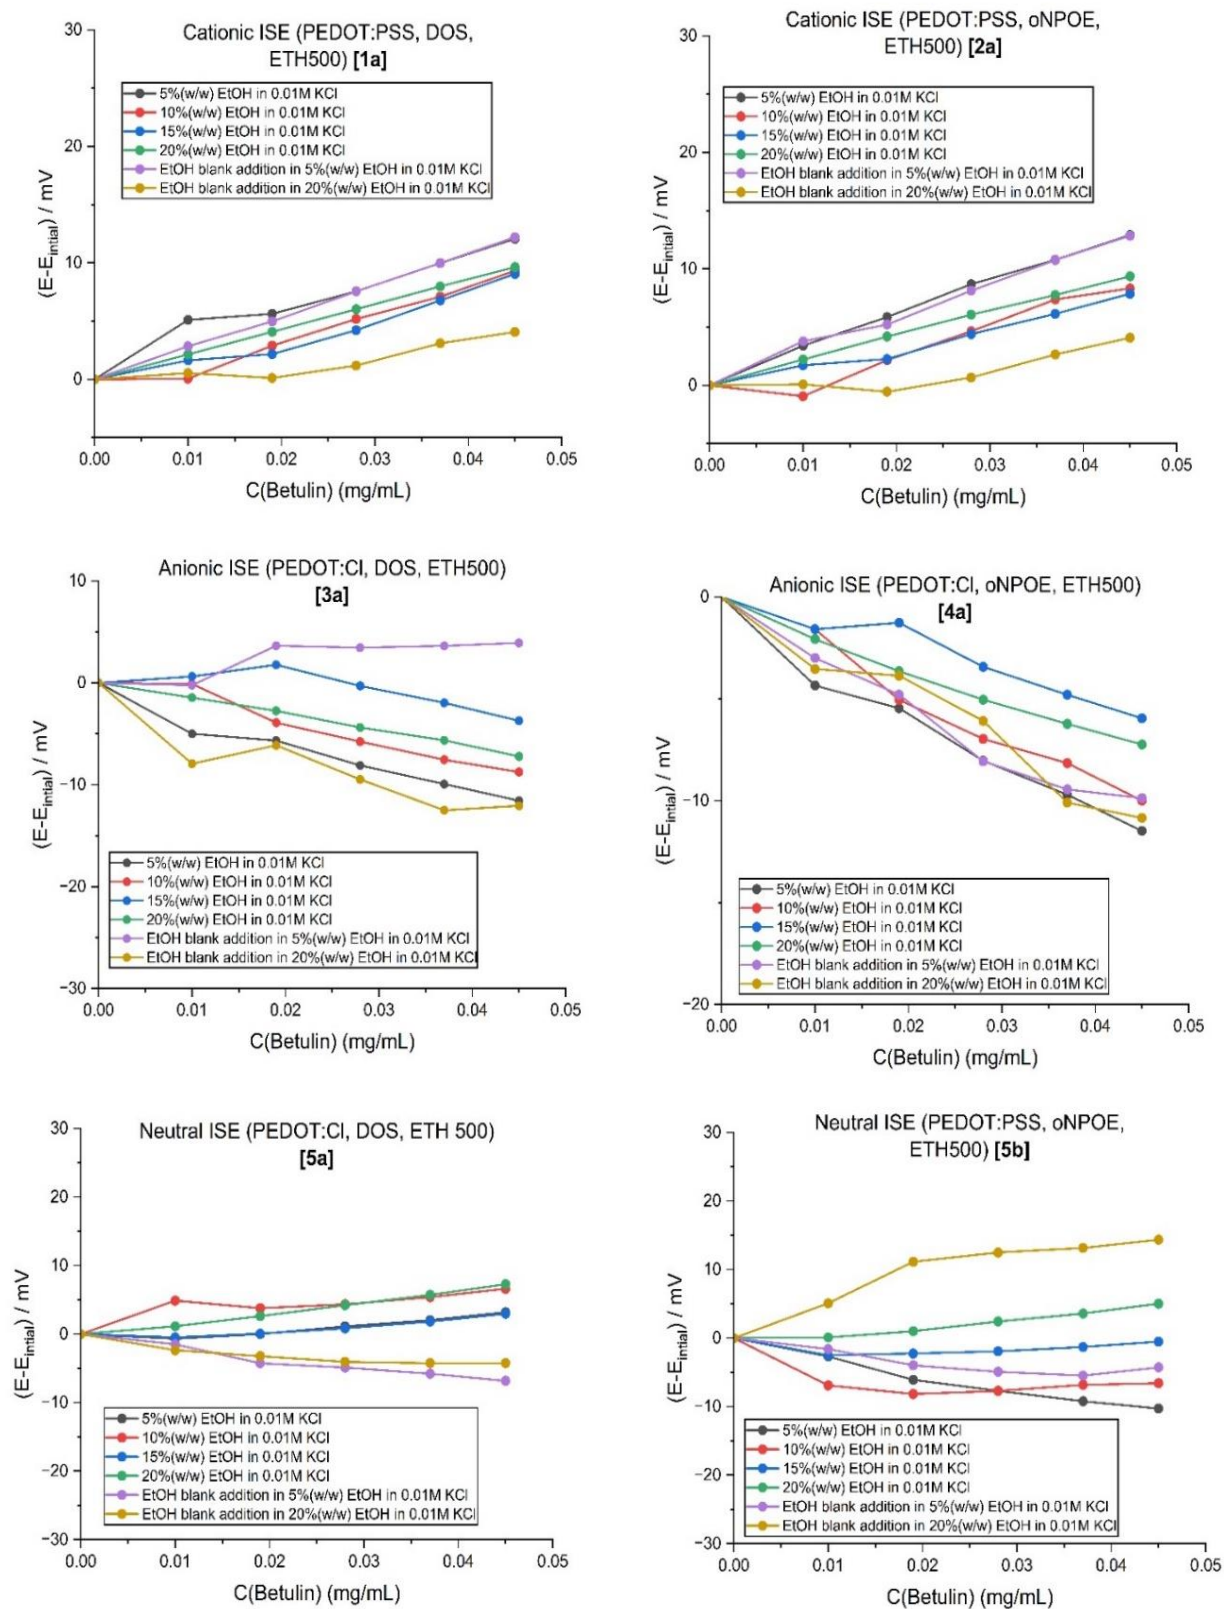 Cationic ISE (PEDOT:PSS, DOS,
ETH500) [1a]
30
20
10
0
(E-E_intial) / mV
5%(w/w) EtOH in 0.01M KCl
10%(w/w) EtOH in 0.01M KCl
15%(w/w) EtOH in 0.01M KCl
20%(w/w) EtOH in 0.01M KCl
EtOH blank addition in 5%(w/w) EtOH in 0.01M KCl
EtOH blank addition in 20%(w/w) EtOH in 0.01M KCl
0.00 0.01 0.02 0.03 0.04 0.05
C(Betulin) (mg/mL)
Cationic ISE (PEDOT:PSS, oNPOE,
ETH500) [2a]
30
20
10
0
(E-E_intial) / mV
5%(w/w) EtOH in 0.01M KCl
10%(w/w) EtOH in 0.01M KCl
15%(w/w) EtOH in 0.01M KCl
20%(w/w) EtOH in 0.01M KCl
EtOH blank addition in 5%(w/w) EtOH in 0.01M KCl
EtOH blank addition in 20%(w/w) EtOH in 0.01M KCl
0.00 0.01 0.02 0.03 0.04 0.05
C(Betulin) (mg/mL)
Anionic ISE (PEDOT:Cl, DOS, ETH500)
[3a]
10
0
−10
−20
−30
(E-E_intial) / mV
5%(w/w) EtOH in 0.01M KCl
10%(w/w) EtOH in 0.01M KCl
15%(w/w) EtOH in 0.01M KCl
20%(w/w) EtOH in 0.01M KCl
EtOH blank addition in 5%(w/w) EtOH in 0.01M KCl
EtOH blank addition in 20%(w/w) EtOH in 0.01M KCl
0.00 0.01 0.02 0.03 0.04 0.05
C(Betulin) (mg/mL)
Anionic ISE (PEDOT:Cl, oNPOE, ETH500)
[4a]
0
−10
−20
(E-E_intial) / mV
5%(w/w) EtOH in 0.01M KCl
10%(w/w) EtOH in 0.01M KCl
15%(w/w) EtOH in 0.01M KCl
20%(w/w) EtOH in 0.01M KCl
EtOH blank addition in 5%(w/w) EtOH in 0.01M KCl
EtOH blank addition in 20%(w/w) EtOH in 0.01M KCl
0.00 0.01 0.02 0.03 0.04 0.05
C(Betulin) (mg/mL)
Neutral ISE (PEDOT:Cl, DOS, ETH 500)
[5a]
30
20
10
0
−10
−20
−30
(E-E_intial) / mV
5%(w/w) EtOH in 0.01M KCl
10%(w/w) EtOH in 0.01M KCl
15%(w/w) EtOH in 0.01M KCl
20%(w/w) EtOH in 0.01M KCl
EtOH blank addition in 5%(w/w) EtOH in 0.01M KCl
EtOH blank addition in 20%(w/w) EtOH in 0.01M KCl
0.00 0.01 0.02 0.03 0.04 0.05
C(Betulin) (mg/mL)
Neutral ISE (PEDOT:PSS, oNPOE,
ETH500) [5b]
30
20
10
0
−10
−20
−30
(E-E_intial) / mV
5%(w/w) EtOH in 0.01M KCl
10%(w/w) EtOH in 0.01M KCl
15%(w/w) EtOH in 0.01M KCl
20%(w/w) EtOH in 0.01M KCl
EtOH blank addition in 5%(w/w) EtOH in 0.01M KCl
EtOH blank addition in 20%(w/w) EtOH in 0.01M KCl
0.00 0.01 0.02 0.03 0.04 0.05
C(Betulin) (mg/mL)